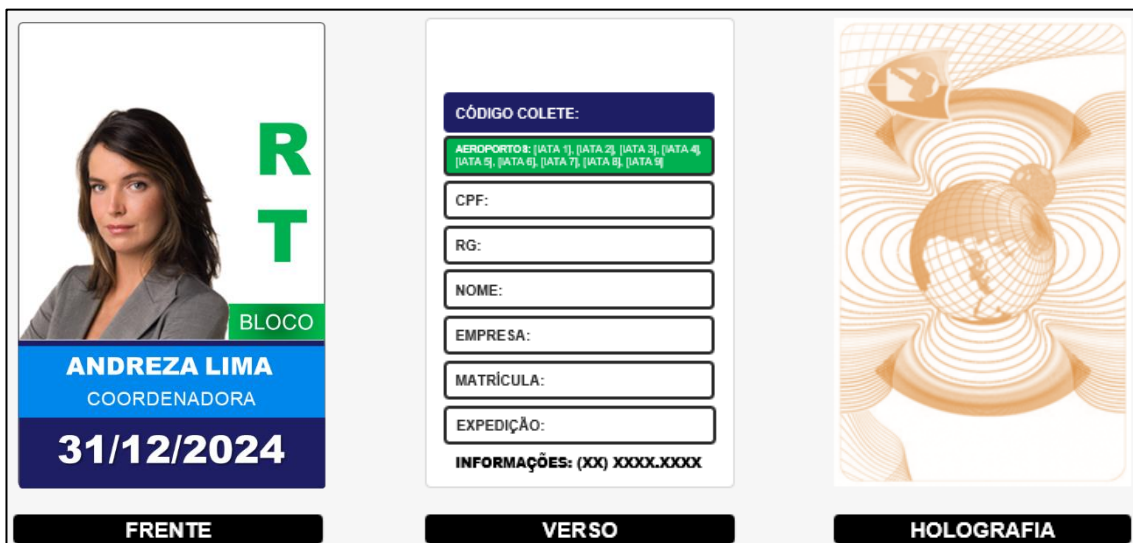 R
T
BLOCO
ANDREZA LIMA
COORDENADORA
31/12/2024
FRENTE
CÓDIGO COLETE:
AEROPORTOS: [IATA 1], [IATA 2], [IATA 3], [IATA 4],
[IATA 5], [IATA 6], [IATA 7], [IATA 8], [IATA 9]
CPF:
RG:
NOME:
EMPRESA:
MATRÍCULA:
EXPEDIÇÃO:
INFORMAÇÕES: (XX) XXXX.XXXX
VERSO
HOLOGRAFIA